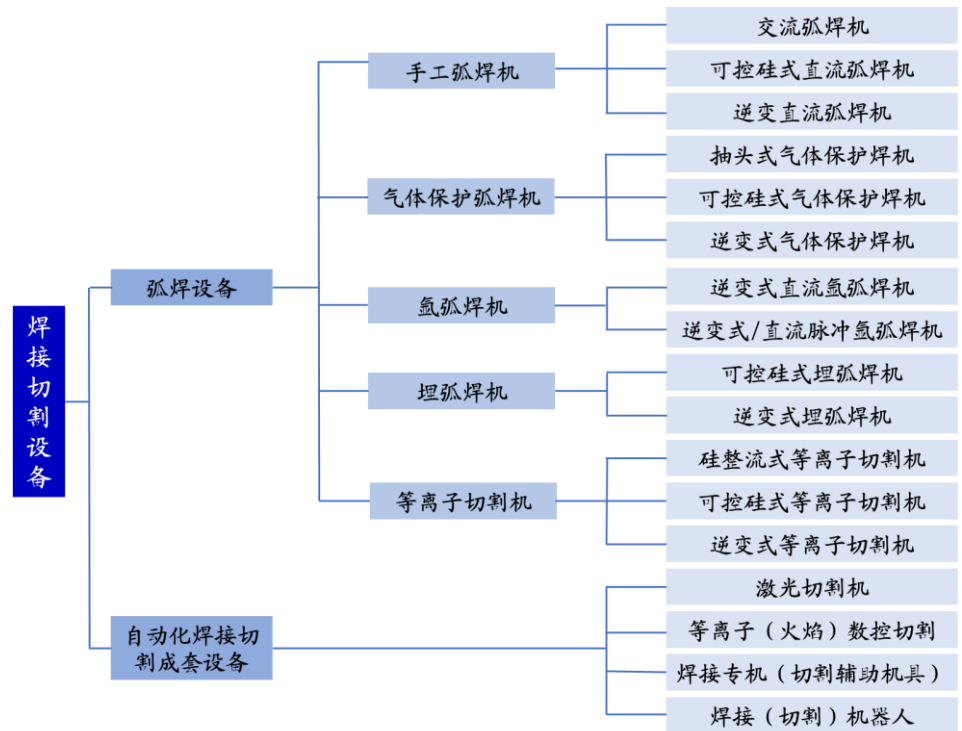 焊接切割设备
弧焊设备
手工弧焊机
交流弧焊机
可控硅式直流弧焊机
逆变直流弧焊机
气体保护弧焊机
抽头式气体保护焊机
可控硅式气体保护焊机
逆变式气体保护焊机
氩弧焊机
逆变式直流氩弧焊机
逆变式/直流脉冲氩弧焊机
埋弧焊机
可控硅式埋弧焊机
逆变式埋弧焊机
等离子切割机
硅整流式等离子切割机
可控硅式等离子切割机
逆变式等离子切割机
自动化焊接切
割成套设备
激光切割机
等离子（火焰）数控切割
焊接专机（切割辅助机具）
焊接（切割）机器人